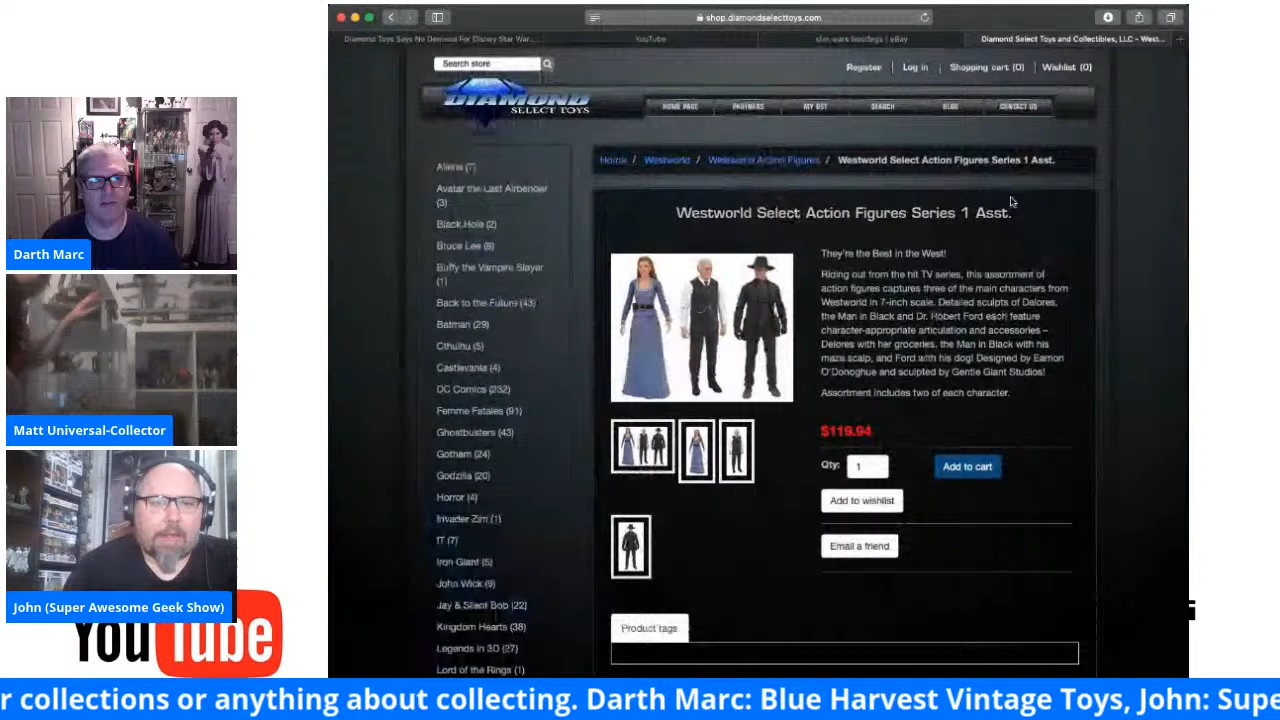 shop.diamondselecttoys.com
Diamond Toys Says No Demand For Disney Star War...
YouTube
star wars bootlegs | eBay
Diamond Select Toys and Collectibles, LLC - West...
Search store
Register
Log in
Shopping cart (0)
Wishlist (0)
DIAMOND
SELECT TOYS
HOME PAGE
MY DST
SEARCH
BLOG
CONTACT US
Home / Westworld / Westworld Action Figures / Westworld Select Action Figures Series 1 Asst.
Aliens (7)
Avatar the Last Airbender
(3)
Black Hole (2)
Bruce Lee (8)
Buffy the Vampire Slayer
(1)
Back to the Future (43)
Batman (29)
Cthulhu (5)
Castlevania (4)
DC Comics (232)
Femme Fatales (91)
Ghostbusters (43)
Gotham (24)
Godzilla (20)
Horror (4)
Invader Zim (1)
IT (7)
Iron Giant (5)
John Wick (9)
Jay & Silent Bob (22)
Kingdom Hearts (38)
Legends in 3D (27)
Lord of the Rings (1)
Westworld Select Action Figures Series 1 Asst.
They're the Best in the West!
Riding out from the hit TV series, this assortment of
action figures captures three of the main characters from
Westworld in 7-inch scale. Detailed sculpts of Delores,
the Man in Black and Dr. Robert Ford each feature
character-appropriate articulation and accessories –
Delores with her groceries, the Man in Black with his
maze scalp, and Ford with his dog! Designed by Eamon
O'Donoghue and sculpted by Gentle Giant Studios!
Assortment includes two of each character.
$119.94
Qty: 1
Add to cart
Add to wishlist
Email a friend
Product tags
Darth Marc
Matt Universal-Collector
John (Super Awesome Geek Show)
YouTube
r collections or anything about collecting. Darth Marc: Blue Harvest Vintage Toys, John: Supe